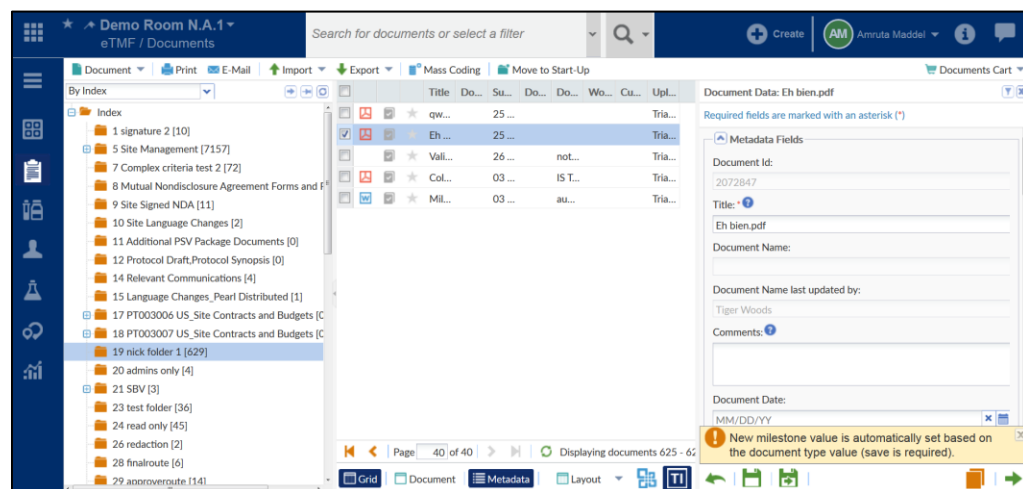 Demo Room N.A.1
eTMF / Documents
Search for documents or select a filter
Create
AM
Amruta Maddel
Document
Print
E-Mail
Import
Export
Mass Coding
Move to Start-Up
Documents Cart
By Index
Index
1 signature 2 [10]
5 Site Management [7157]
7 Complex criteria test 2 [72]
8 Mutual Nondisclosure Agreement Forms and F
9 Site Signed NDA [11]
10 Site Language Changes [2]
11 Additional PSV Package Documents [0]
12 Protocol Draft,Protocol Synopsis [0]
14 Relevant Communications [4]
15 Language Changes_Pearl Distributed [1]
17 PT003006 US_Site Contracts and Budgets [0
18 PT003007 US_Site Contracts and Budgets [0
19 nick folder 1 [629]
20 admins only [4]
21 SBV [3]
23 test folder [36]
24 read only [45]
26 redaction [2]
28 finalroute [6]
29 approveroute [14]
Title Do... Su... Do... Do... Wo... Cu... Upl...
qw... 25 ... Tria...
Eh ... 25 ... Tria...
Vali... 26 ... not... Tria...
Col... 03 ... IS T... Tria...
Mil... 03 ... au... Tria...
Page 40 of 40
Displaying documents 625 - 62
Grid
Document
Metadata
Layout
TI
Document Data: Eh bien.pdf
Required fields are marked with an asterisk (*)
Metadata Fields
Document Id:
2072847
Title: *
Eh bien.pdf
Document Name:
Document Name last updated by:
Tiger Woods
Comments:
Document Date:
MM/DD/YY
New milestone value is automatically set based on
the document type value (save is required).